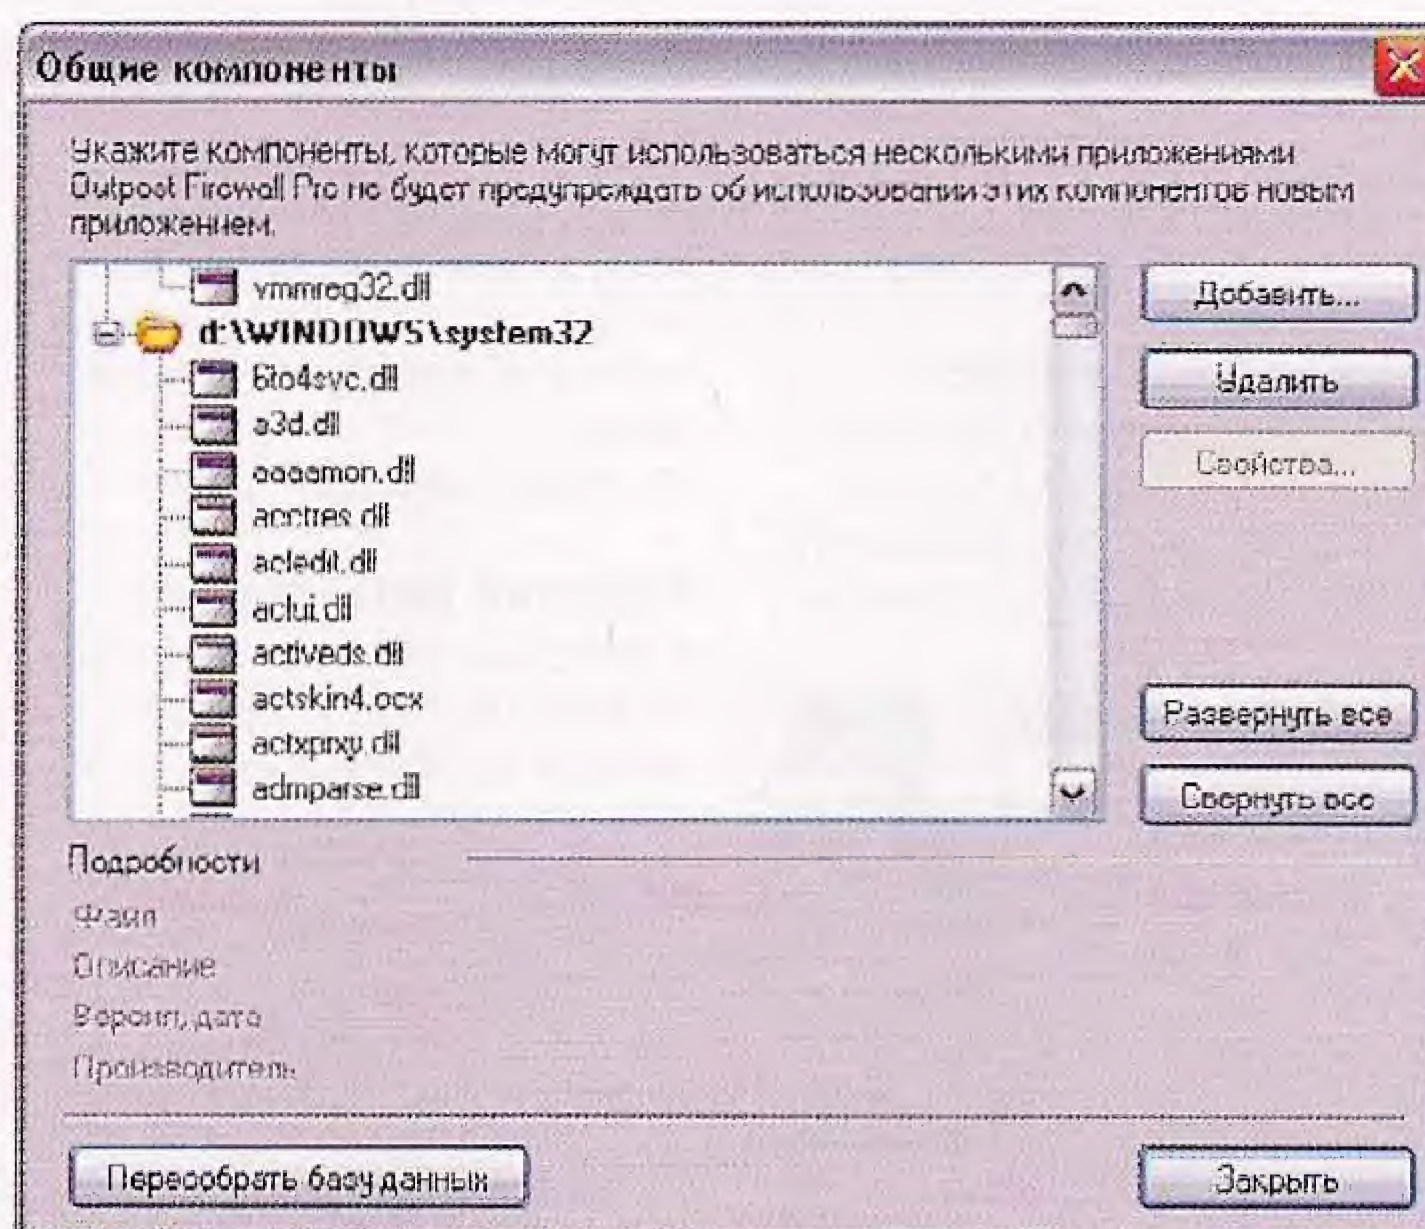 Общие компоненты
Укажите компоненты, которые могут использоваться несколькими приложениями
Outpost Firewall Pro не будет предупреждать об использовании этих компонентов новым
приложением.
vmmreg32.dll
d:\WINDOWS\system32
6to4svc.dll
a3d.dll
aaaamon.dll
acctres.dll
acledit.dll
aclui.dll
activeds.dll
actskin4.ocx
actxprxy.dll
admparse.dll
Добавить...
Удалить
Свойства...
Развернуть все
Свернуть все
Подробности
Файл
Описание
Версия, дата
Производитель
Пересобрать базу данных
Закрыть